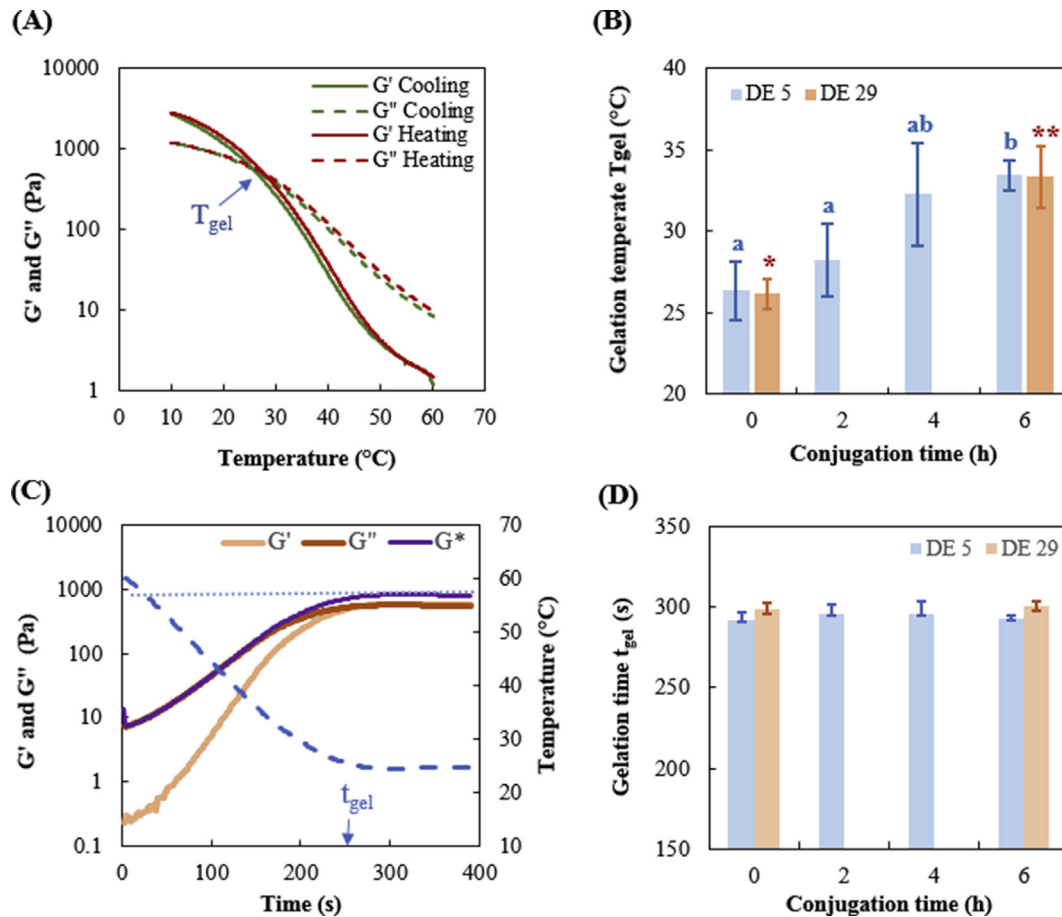 (A)
10000
1000
100
10
1
G' and G" (Pa)
G' Cooling
G" Cooling
G' Heating
G" Heating
Tgel
0 10 20 30 40 50 60 70
Temperature (°C)
(B)
40
35
30
25
20
Gelation temperate Tgel (°C)
DE 5 DE 29
a * a ab b **
0 2 4 6
Conjugation time (h)
(C)
10000
1000
100
10
1
0.1
G' and G" (Pa)
G' G" G*
70
60
50
40
30
20
10
Temperature (°C)
tgel
0 100 200 300 400
Time (s)
(D)
350
300
250
200
150
Gelation time tgel (s)
DE 5 DE 29
0 2 4 6
Conjugation time (h)